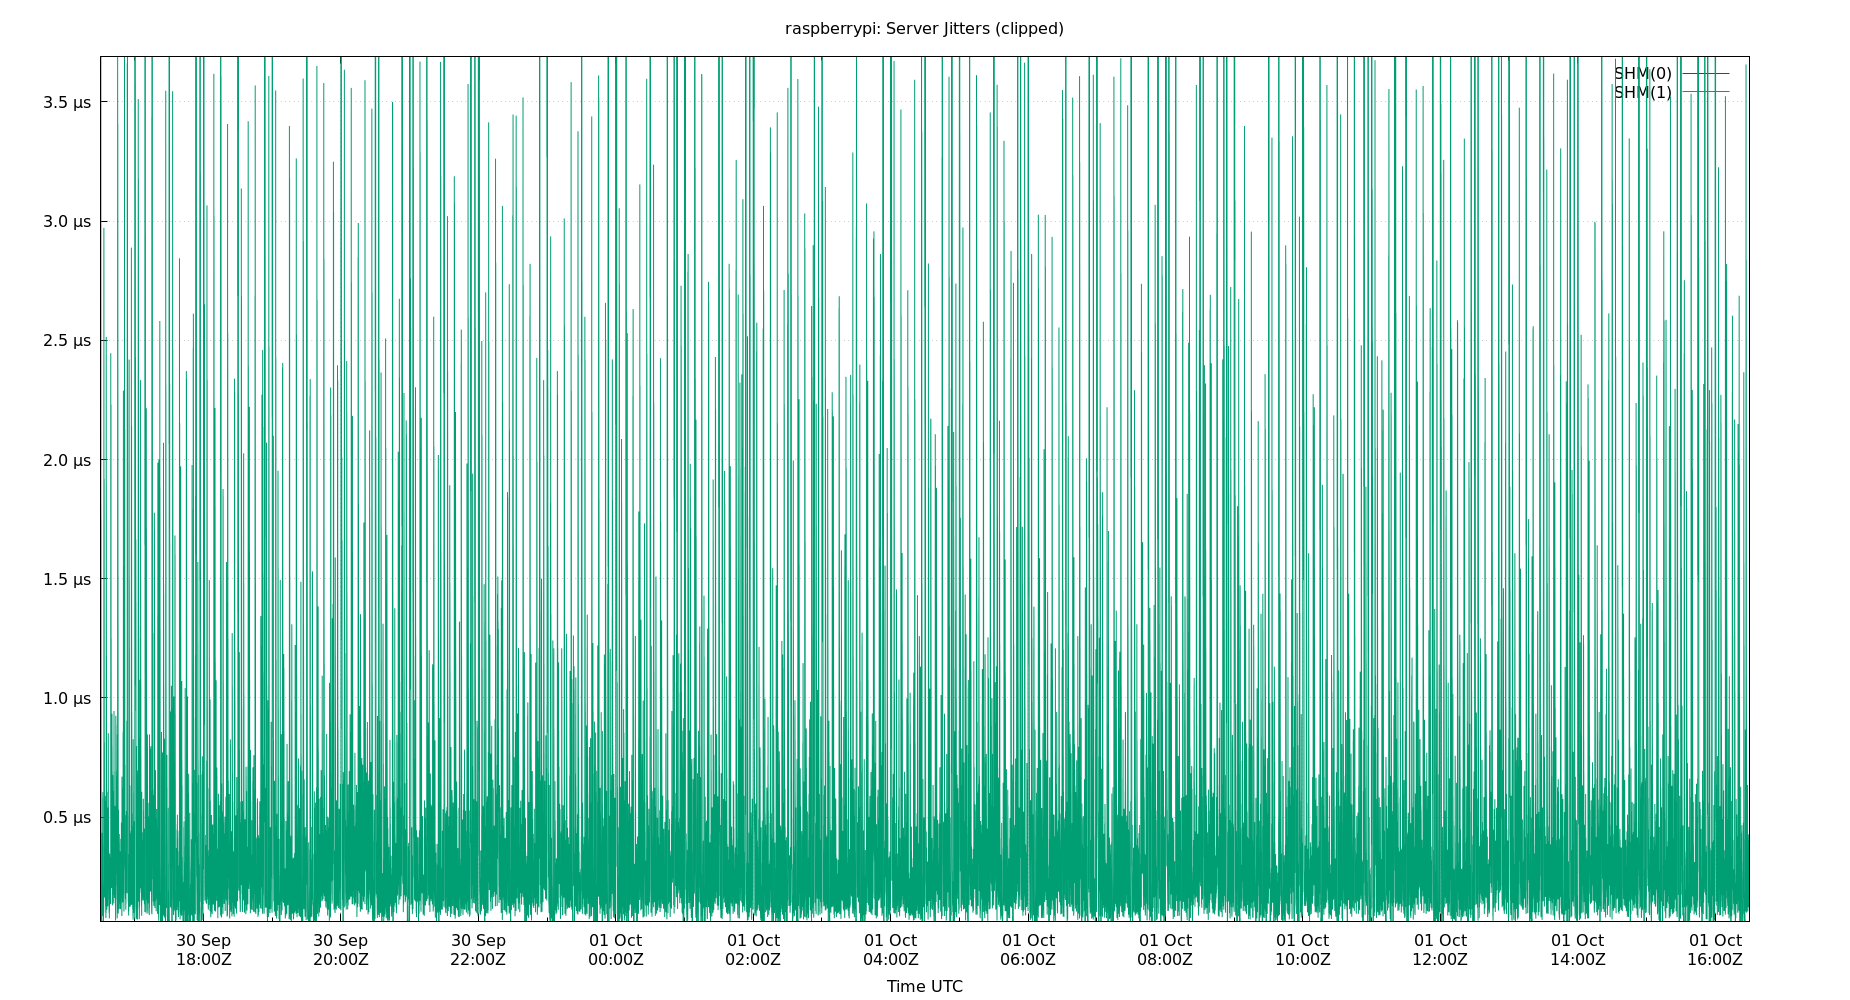 raspberrypi: Server Jitters (clipped)
SHM(0)
SHM(1)
3.5 µs
3.0 µs
2.5 µs
2.0 µs
1.5 µs
1.0 µs
0.5 µs
30 Sep 30 Sep 30 Sep 01 Oct 01 Oct 01 Oct 01 Oct 01 Oct 01 Oct 01 Oct 01 Oct 01 Oct
18:00Z 20:00Z 22:00Z 00:00Z 02:00Z 04:00Z 06:00Z 08:00Z 10:00Z 12:00Z 14:00Z 16:00Z
Time UTC